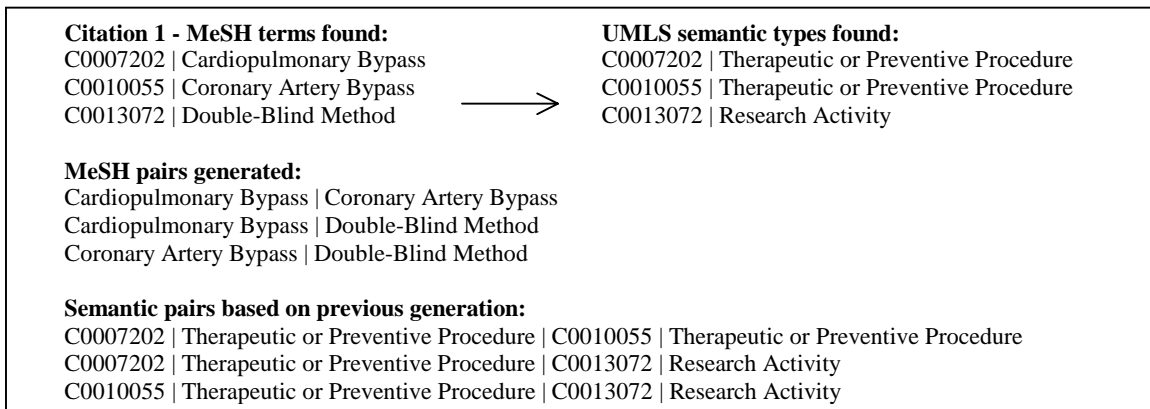 Citation 1 - MeSH terms found:
C0007202 | Cardiopulmonary Bypass
C0010055 | Coronary Artery Bypass
C0013072 | Double-Blind Method
UMLS semantic types found:
C0007202 | Therapeutic or Preventive Procedure
C0010055 | Therapeutic or Preventive Procedure
C0013072 | Research Activity
MeSH pairs generated:
Cardiopulmonary Bypass | Coronary Artery Bypass
Cardiopulmonary Bypass | Double-Blind Method
Coronary Artery Bypass | Double-Blind Method
Semantic pairs based on previous generation:
C0007202 | Therapeutic or Preventive Procedure | C0010055 | Therapeutic or Preventive Procedure
C0007202 | Therapeutic or Preventive Procedure | C0013072 | Research Activity
C0010055 | Therapeutic or Preventive Procedure | C0013072 | Research Activity